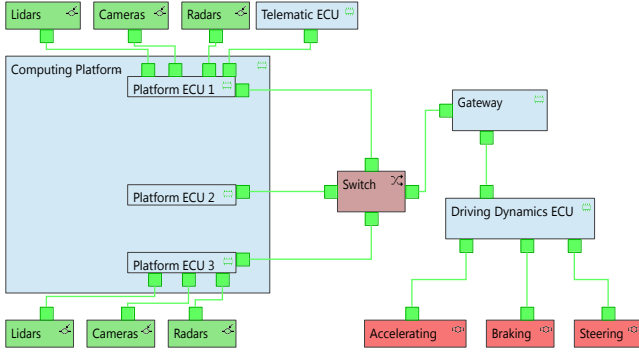 Lidars
Cameras
Radars
Telematic ECU
Computing Platform
Platform ECU 1
Gateway
Platform ECU 2
Switch
Driving Dynamics ECU
Platform ECU 3
Lidars
Cameras
Radars
Accelerating
Braking
Steering